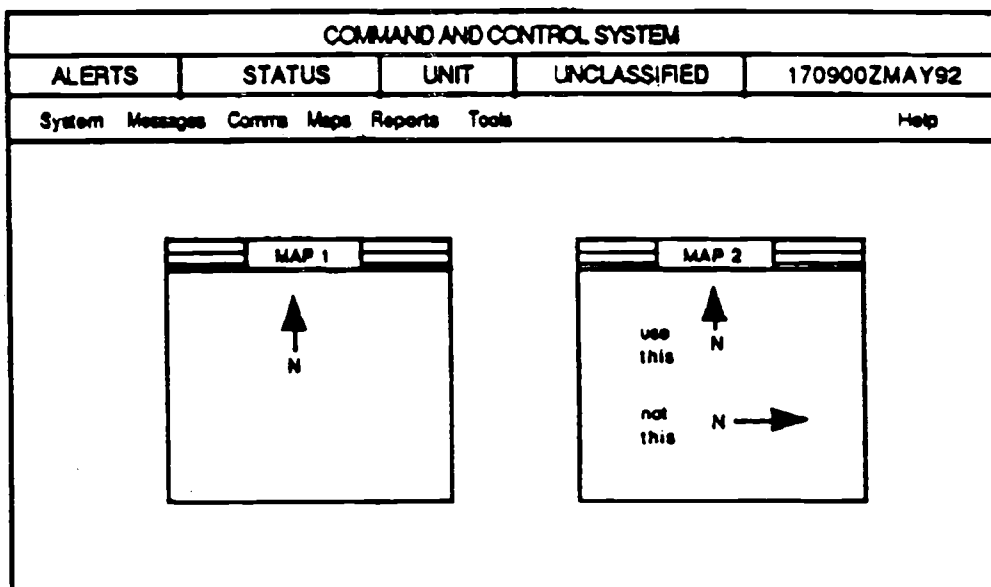 COMMAND AND CONTROL SYSTEM
ALERTS STATUS UNIT UNCLASSIFIED 170900ZMAY92
System Messages Comms Maps Reports Tools Help
MAP 1 MAP 2
N
use this N
not this N